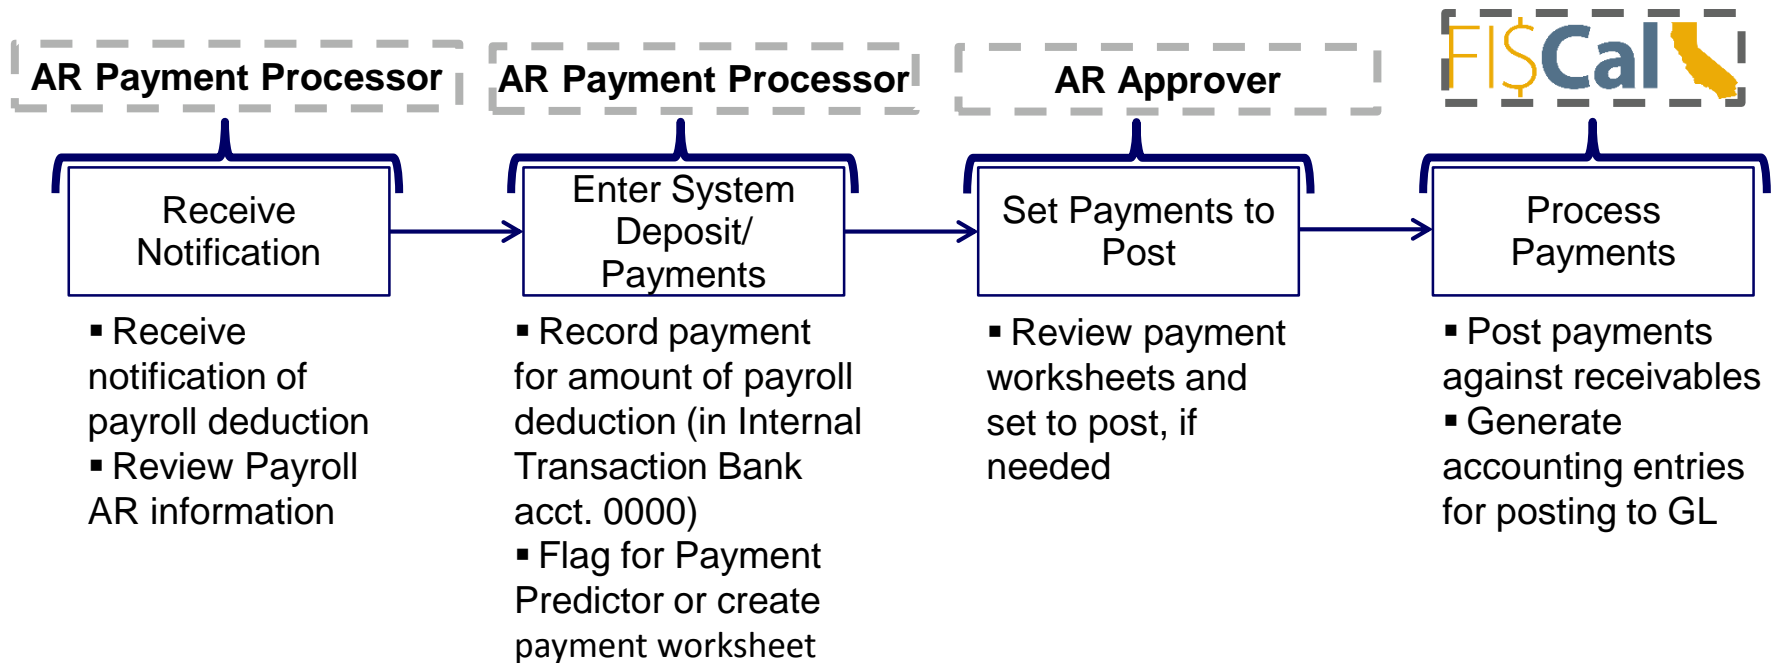 AR Payment Processor
AR Payment Processor
AR Approver
FI$Cal
Receive
Notification
Enter System
Deposit/
Payments
Set Payments to
Post
Process
Payments
▪ Receive
notification of
payroll deduction
▪ Review Payroll
AR information
▪ Record payment
for amount of payroll
deduction (in Internal
Transaction Bank
acct. 0000)
▪ Flag for Payment
Predictor or create
payment worksheet
▪ Review payment
worksheets and
set to post, if
needed
▪ Post payments
against receivables
▪ Generate
accounting entries
for posting to GL